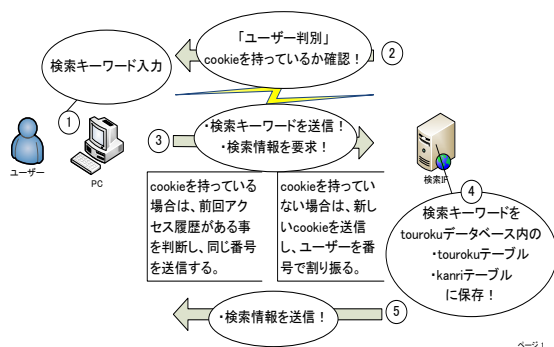 「ユーザー判別」
cookieを持っているか確認！
②
検索キーワード入力
①
ユーザー
PC
③
・検索キーワードを送信！
・検索情報を要求！
検索IF
④
cookieを持っている
場合は、前回アク
セス履歴がある事
を判断し、同じ番号
を送信する。
cookieを持ってい
ない場合は、新し
いcookieを送信
し、ユーザーを番
号で割り振る。
検索キーワードを
tourokuデータベース内の
・tourokuテーブル
・kanriテーブル
に保存！
・検索情報を送信！
⑤
ページ 1